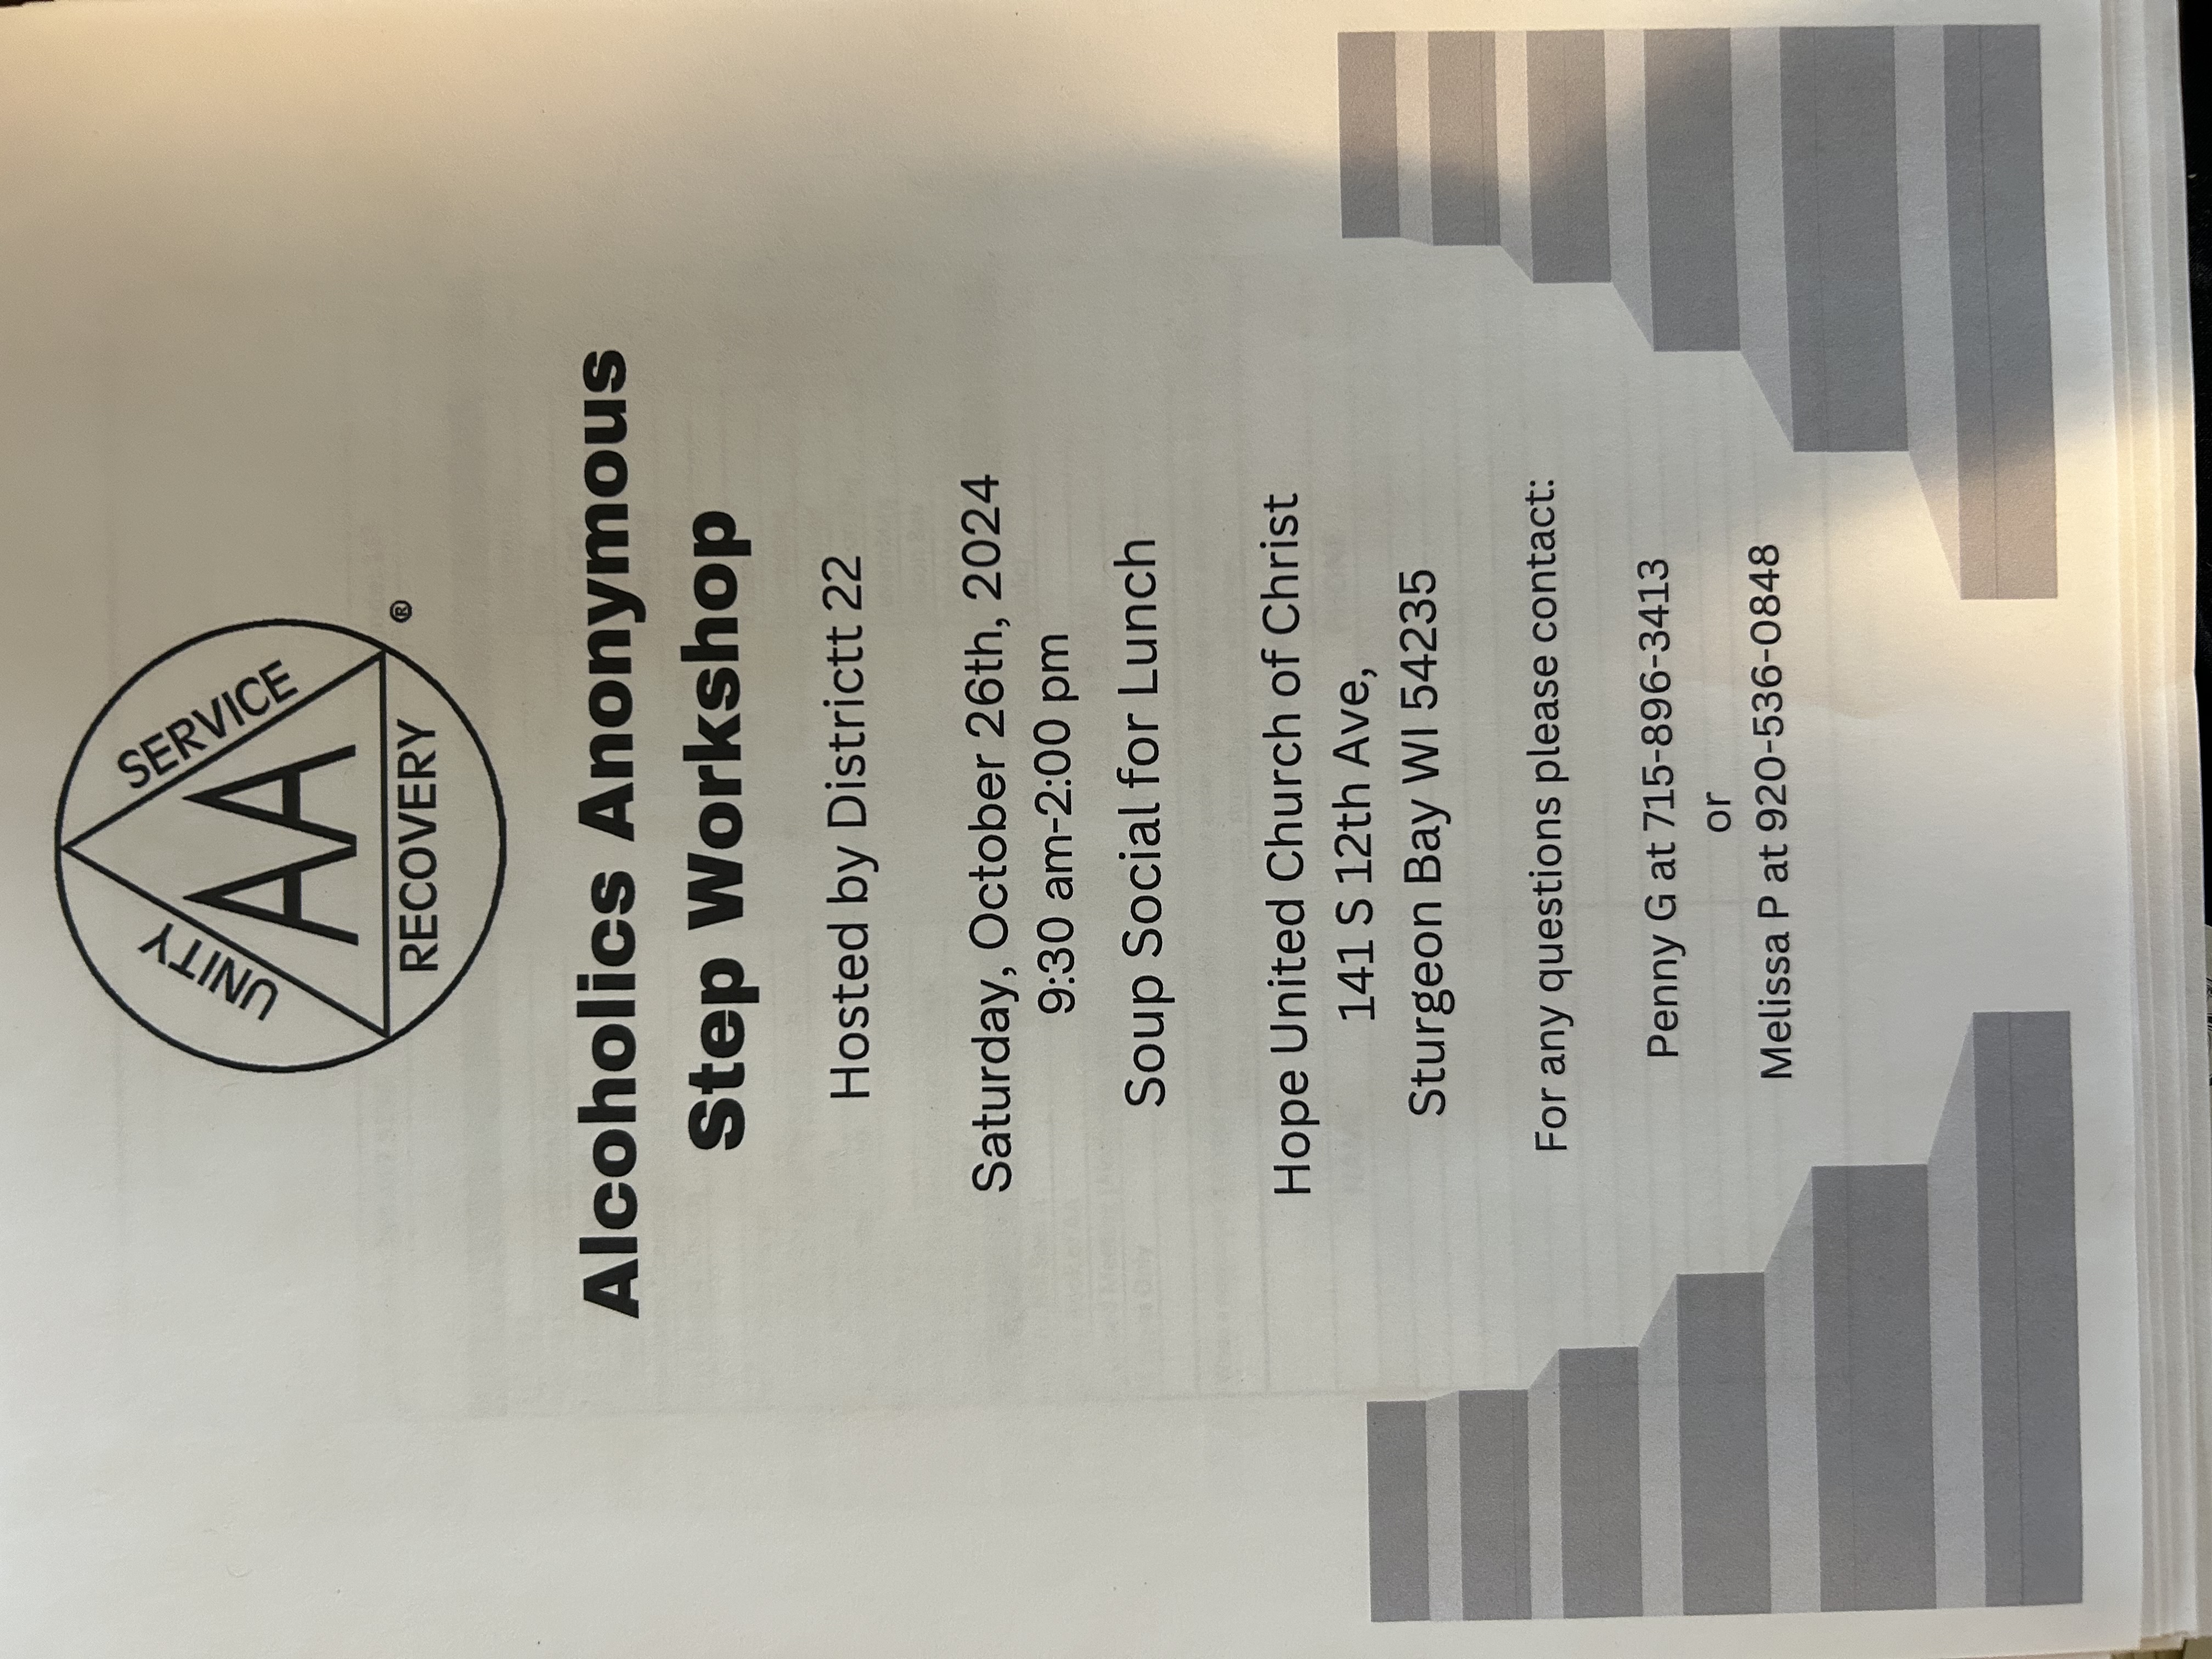 UNITY
SERVICE
AA
RECOVERY
®
Alcoholics Anonymous
Step Workshop
Hosted by Districtt 22
Saturday, October 26th, 2024
9:30 am-2:00 pm
Soup Social for Lunch
Hope United Church of Christ
141 S 12th Ave,
Sturgeon Bay WI 54235
For any questions please contact:
Penny G at 715-896-3413
or
Melissa P at 920-536-0848